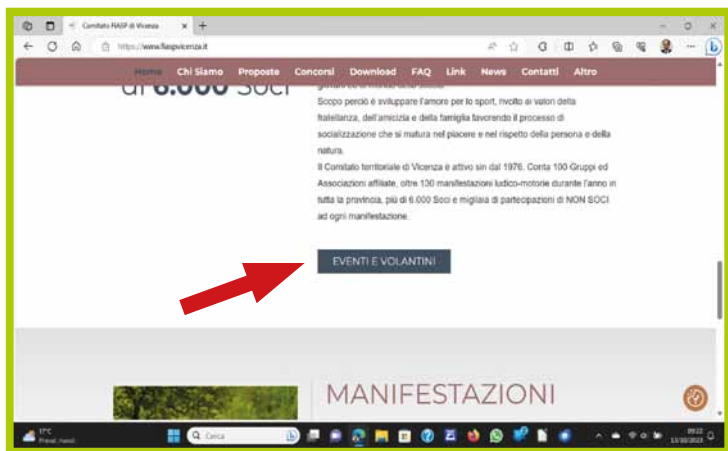 Comitato FIASP di Vicenza
https://www.fiaspvicenza.it
Home Chi Siamo Proposte Concorsi Download FAQ Link News Contatti Altro
di 6.000 Soci
Scopo perciò è sviluppare l'amore per lo sport, rivolto ai valori della
fratellanza, dell'amicizia e della famiglia favorendo il processo di
socializzazione che si matura nel piacere e nel rispetto della persona e della
natura.
Il Comitato territoriale di Vicenza è attivo sin dal 1976. Conta 100 Gruppi ed
Associazioni affiliate, oltre 130 manifestazioni ludico-motorie durante l'anno in
tutta la provincia, più di 6.000 Soci e migliaia di partecipazioni di NON SOCI
ad ogni manifestazione.
EVENTI E VOLANTINI
MANIFESTAZIONI
17°C
Cerca
09:22
13/10/2023